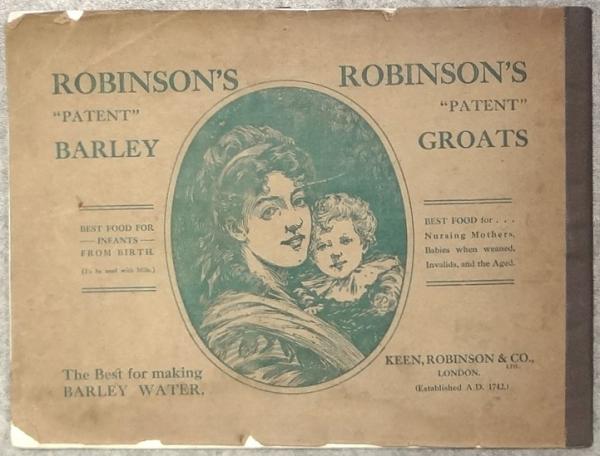 ROBINSON'S
"PATENT"
BARLEY
BEST FOOD FOR
— INFANTS —
FROM BIRTH.
(To be used with Milk.)
The Best for making
BARLEY WATER.
ROBINSON'S
"PATENT"
GROATS
BEST FOOD for . . .
Nursing Mothers,
Babies when weaned,
Invalids, and the Aged.
KEEN, ROBINSON & CO., LTD.
LONDON.
(Established A.D. 1742.)